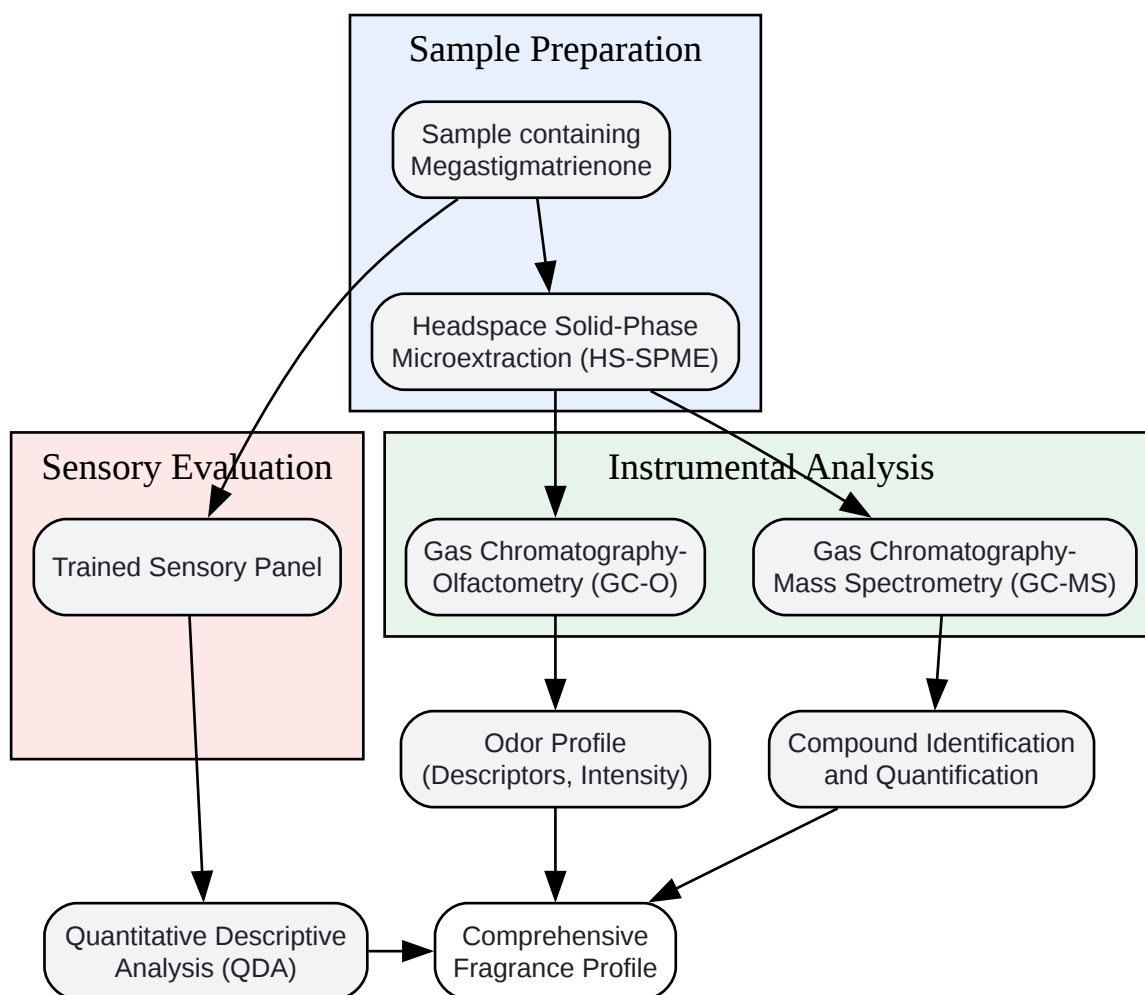 Sample Preparation
Sample containing
Megastigmatrienone
Headspace Solid-Phase
Microextraction (HS-SPME)
Sensory Evaluation
Instrumental Analysis
Trained Sensory Panel
Gas Chromatography-
Olfactometry (GC-O)
Gas Chromatography-
Mass Spectrometry (GC-MS)
Odor Profile
(Descriptors, Intensity)
Compound Identification
and Quantification
Quantitative Descriptive
Analysis (QDA)
Comprehensive
Fragrance Profile